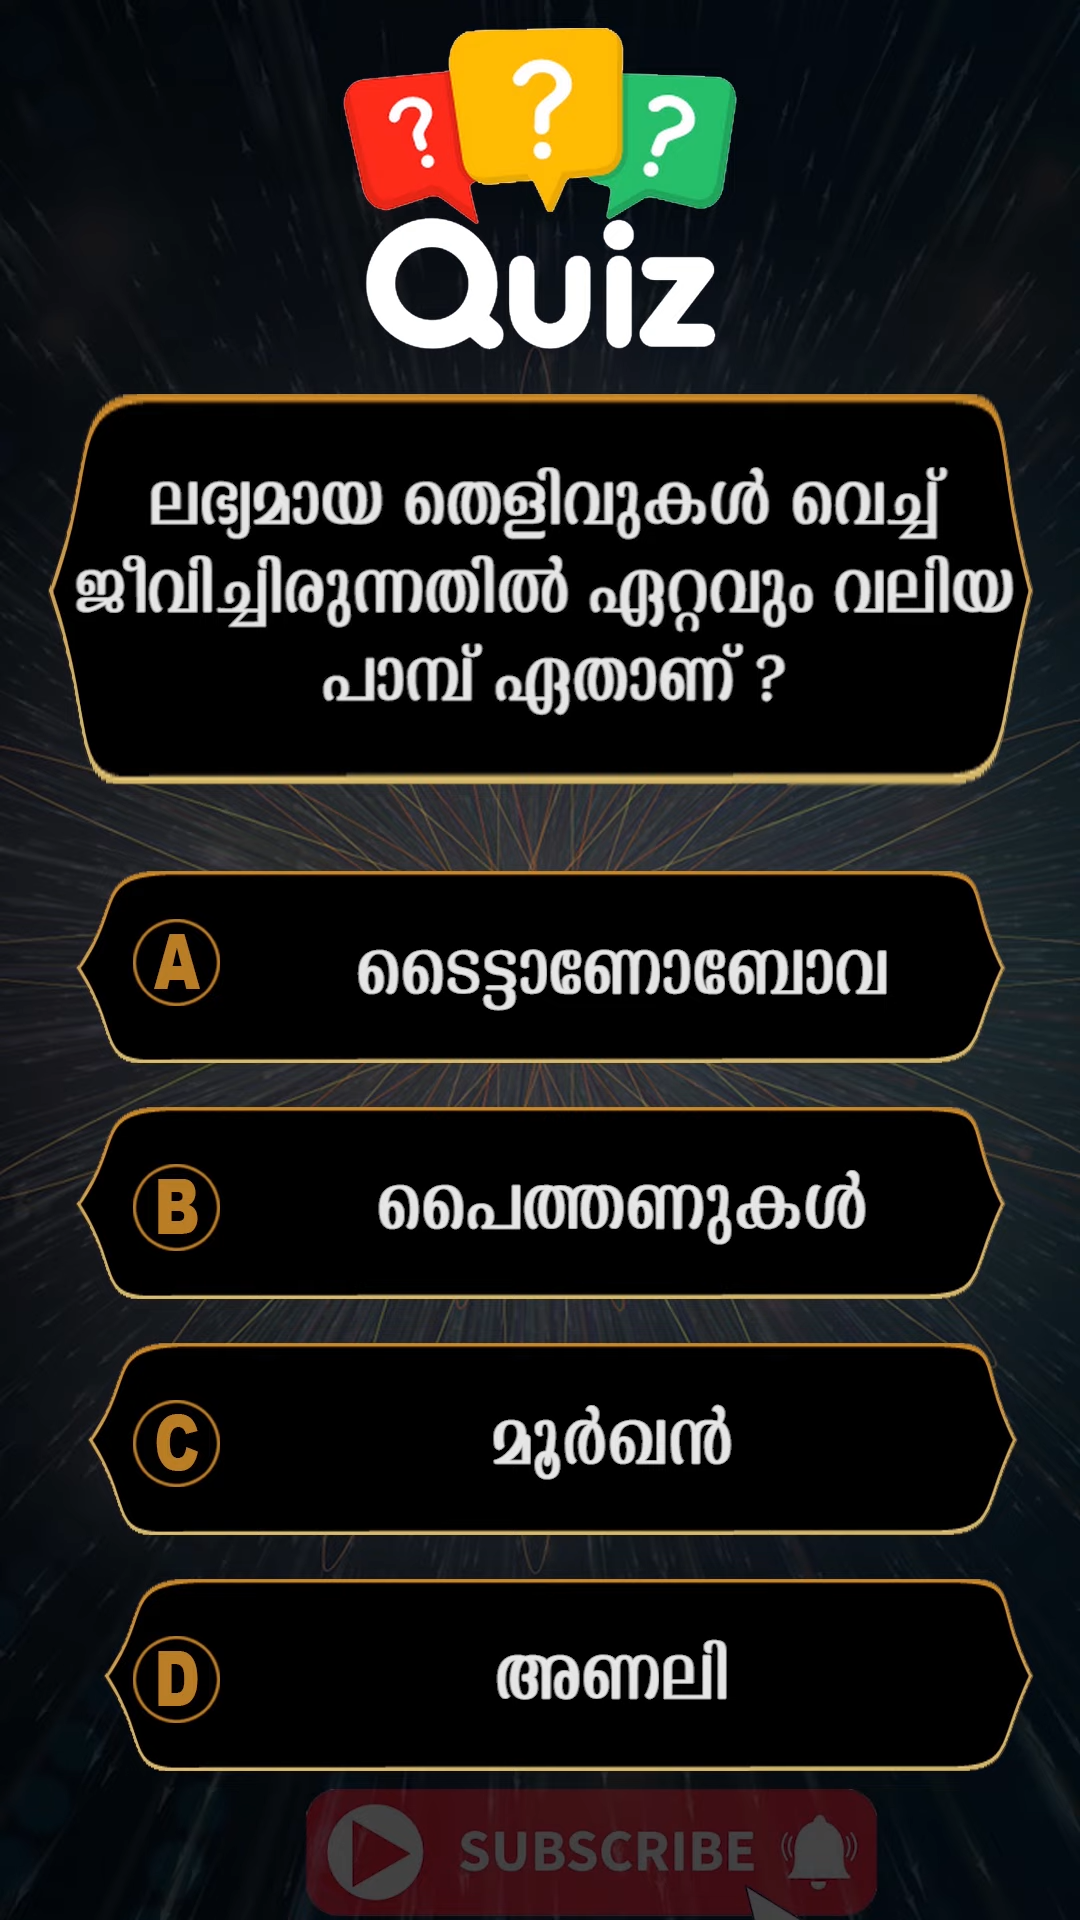 ? ? ?
Quiz
ലഭ്യമായ തെളിവുകൾ വെച്ച്
ജീവിച്ചിരുന്നതിൽ ഏറ്റവും വലിയ
പാമ്പ് ഏതാണ് ?
A ടൈട്ടാണോബോവ
B പൈത്തണുകൾ
C മൂർഖൻ
D അണലി
SUBSCRIBE